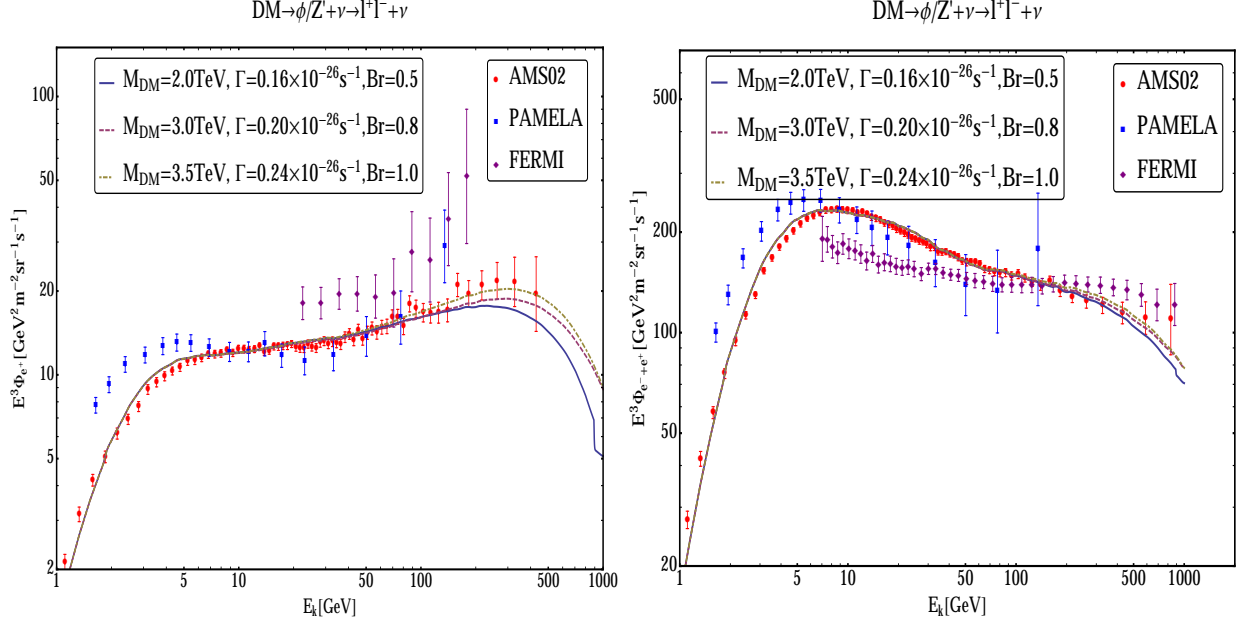 DM→ϕ/Z'+ν→l⁺l⁻+ν
M_DM=2.0TeV, Γ=0.16×10⁻²⁶s⁻¹,Br=0.5
M_DM=3.0TeV, Γ=0.20×10⁻²⁶s⁻¹,Br=0.8
M_DM=3.5TeV, Γ=0.24×10⁻²⁶s⁻¹,Br=1.0
AMS02
PAMELA
FERMI
100
50
20
10
5
2
E³Φ_e⁺[GeV²m⁻²sr⁻¹s⁻¹]
1 5 10 50 100 500 1000
E_k[GeV]
DM→ϕ/Z'+ν→l⁺l⁻+ν
M_DM=2.0TeV, Γ=0.16×10⁻²⁶s⁻¹,Br=0.5
M_DM=3.0TeV, Γ=0.20×10⁻²⁶s⁻¹,Br=0.8
M_DM=3.5TeV, Γ=0.24×10⁻²⁶s⁻¹,Br=1.0
AMS02
PAMELA
FERMI
500
200
100
50
20
E³Φ_e⁻+e⁺[GeV²m⁻²sr⁻¹s⁻¹]
1 5 10 50 100 500 1000
E_k[GeV]